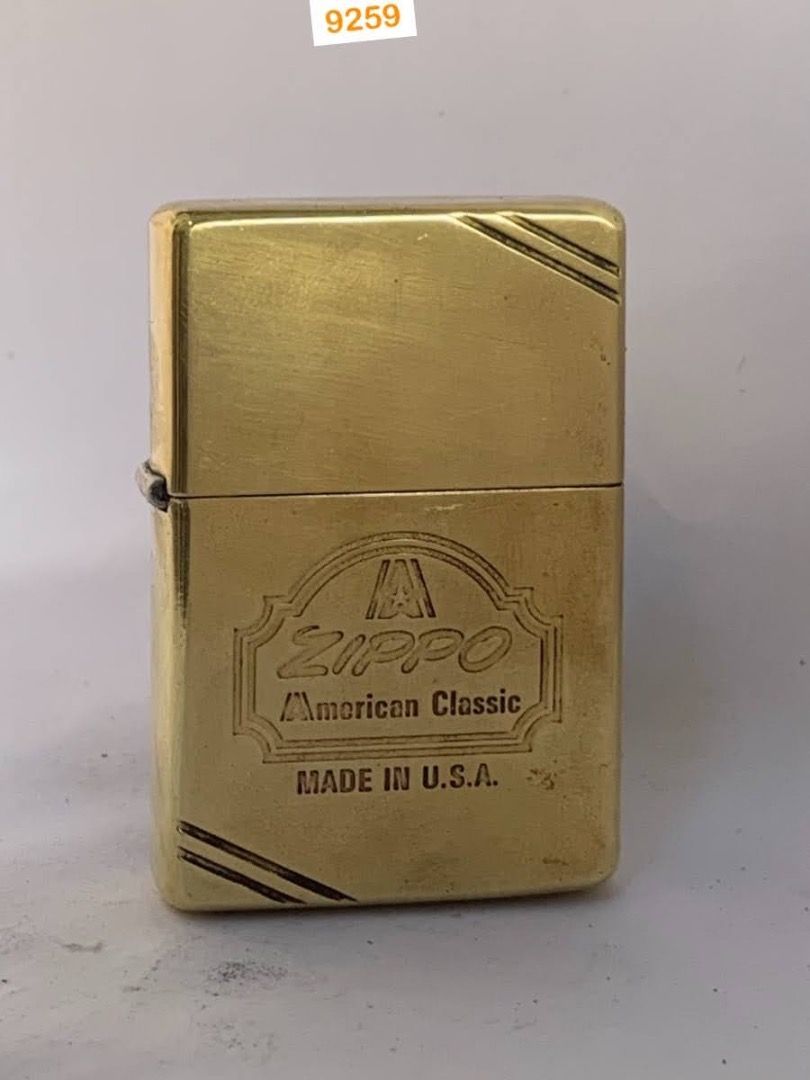 9259
ZIPPO
American Classic
MADE IN U.S.A.